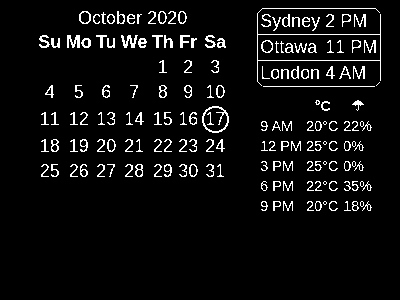 October 2020
Su Mo Tu We Th Fr Sa
1 2 3
4 5 6 7 8 9 10
11 12 13 14 15 16 17
18 19 20 21 22 23 24
25 26 27 28 29 30 31
Sydney 2 PM
Ottawa 11 PM
London 4 AM
°C ☂
9 AM 20°C 22%
12 PM 25°C 0%
3 PM 25°C 0%
6 PM 22°C 35%
9 PM 20°C 18%